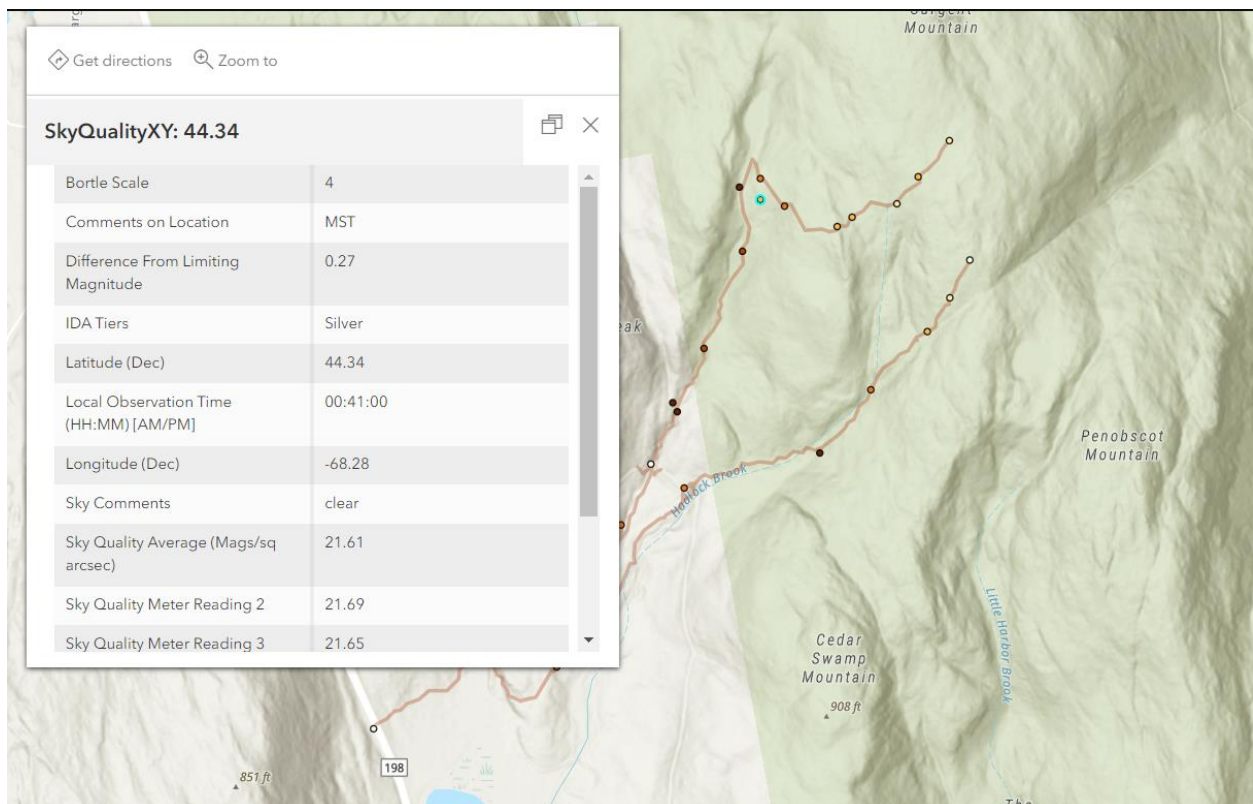 Get directions
Zoom to
SkyQualityXY: 44.34
Bortle Scale 4
Comments on Location MST
Difference From Limiting 0.27
Magnitude
IDA Tiers Silver
Latitude (Dec) 44.34
Local Observation Time 00:41:00
(HH:MM) [AM/PM]
Longitude (Dec) -68.28
Sky Comments clear
Sky Quality Average (Mags/sq 21.61
arcsec)
Sky Quality Meter Reading 2 21.69
Sky Quality Meter Reading 3 21.65
Mountain
Penobscot
Mountain
Hadlock Brook
Little Harbor Brook
Cedar
Swamp
Mountain
908 ft
198
851 ft